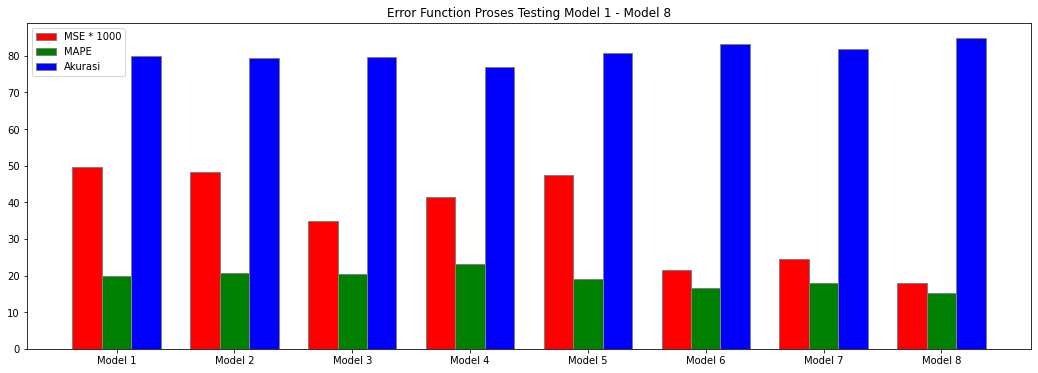 Error Function Proses Testing Model 1 - Model 8
MSE * 1000
MAPE
Akurasi
80
70
60
50
40
30
20
10
0
Model 1 Model 2 Model 3 Model 4 Model 5 Model 6 Model 7 Model 8